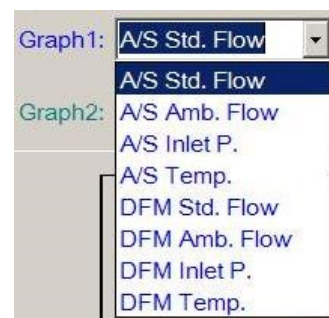 Graph1: A/S Std. Flow
A/S Std. Flow
Graph2: A/S Amb. Flow
A/S Inlet P.
A/S Temp.
DFM Std. Flow
DFM Amb. Flow
DFM Inlet P.
DFM Temp.